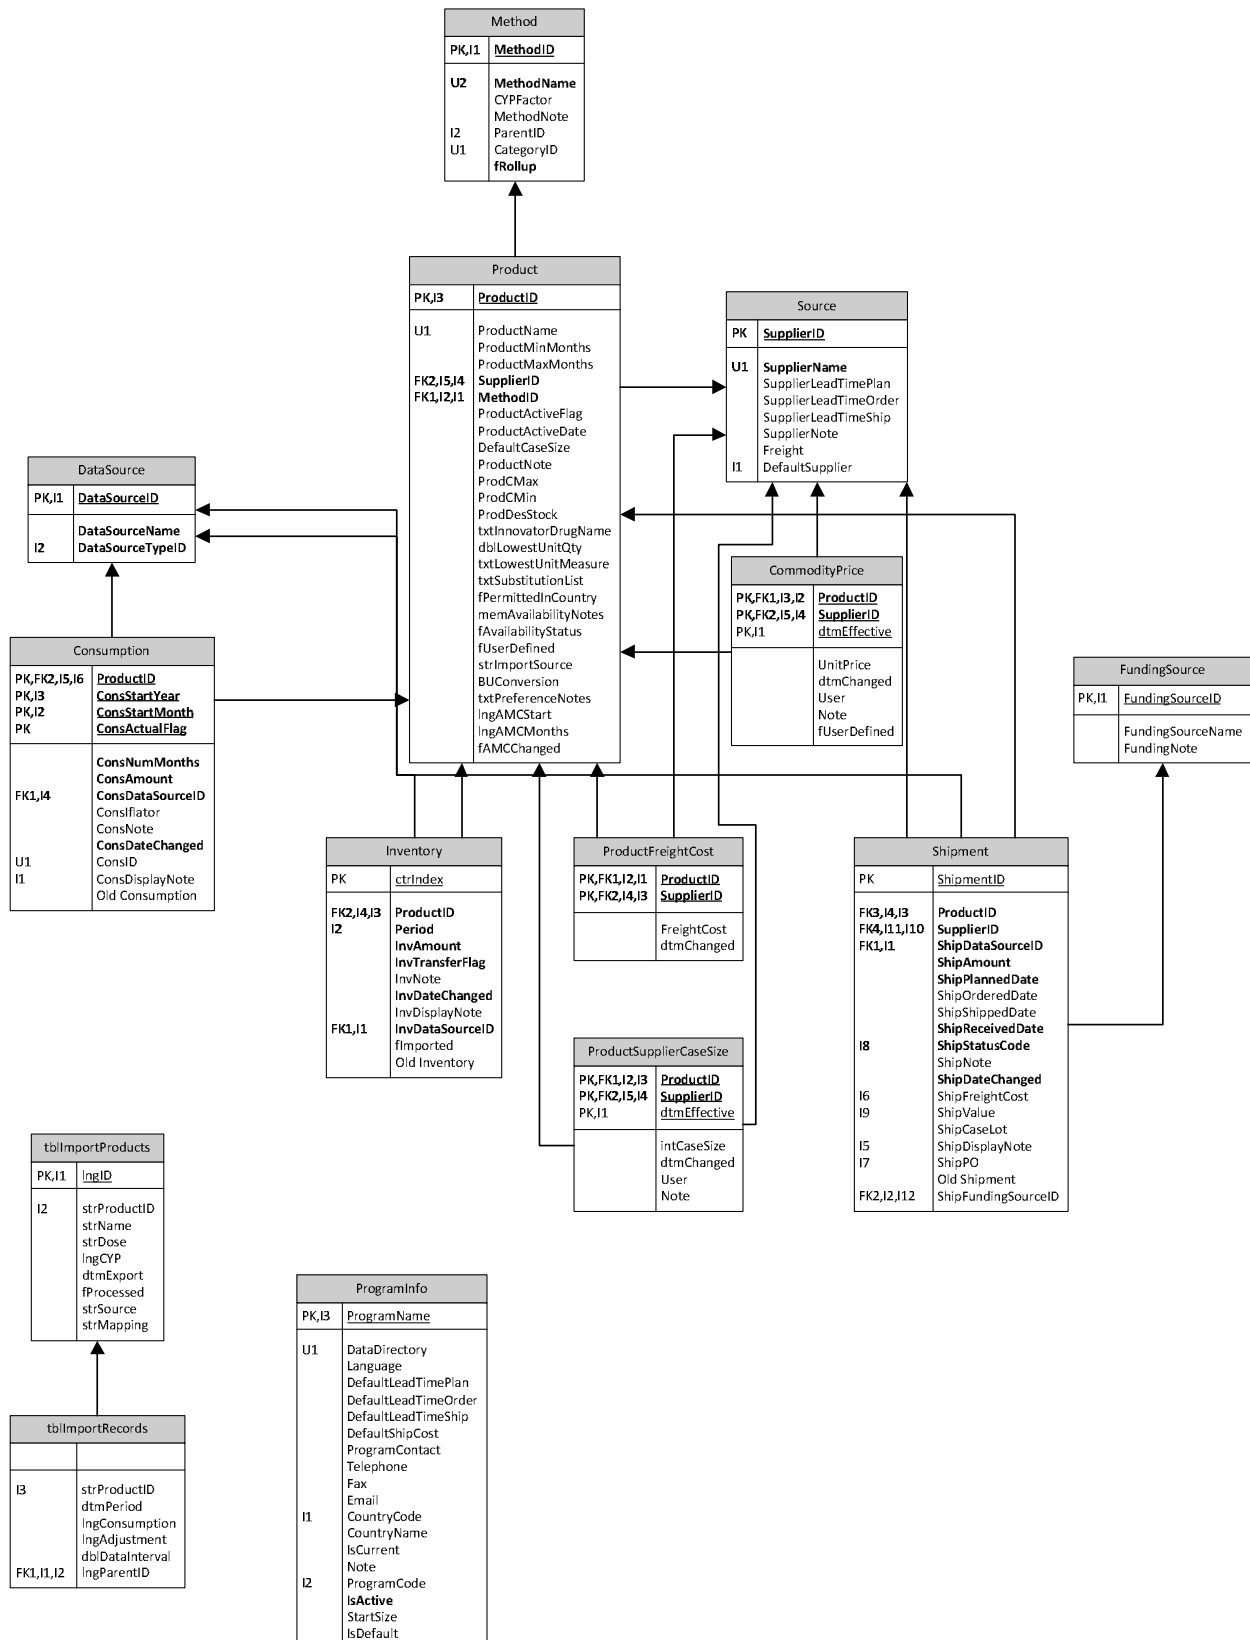 Method
PK,I1 MethodID
U2 MethodName
CYPFactor
MethodNote
I2 ParentID
U1 CategoryID
fRollup
Product
PK,I3 ProductID
U1 ProductName
ProductMinMonths
ProductMaxMonths
FK2,I5,I4 SupplierID
FK1,I2,I1 MethodID
ProductActiveFlag
ProductActiveDate
DefaultCaseSize
ProductNote
ProdCMax
ProdCMin
ProdDesStock
txtInnovatorDrugName
dblLowestUnitQty
txtLowestUnitMeasure
txtSubstitutionList
fPermittedInCountry
memAvailabilityNotes
fAvailabilityStatus
fUserDefined
strImportSource
BUConversion
txtPreferenceNotes
lngAMCStart
lngAMCMonths
fAMCChanged
Source
PK SupplierID
U1 SupplierName
SupplierLeadTimePlan
SupplierLeadTimeOrder
SupplierLeadTimeShip
SupplierNote
Freight
I1 DefaultSupplier
DataSource
PK,I1 DataSourceID
DataSourceName
I2 DataSourceTypeID
CommodityPrice
PK,FK1,I3,I2 ProductID
PK,FK2,I5,I4 SupplierID
PK,I1 dtmEffective
UnitPrice
dtmChanged
User
Note
fUserDefined
Consumption
PK,FK2,I5,I6 ProductID
PK,I3 ConsStartYear
PK,I2 ConsStartMonth
PK ConsActualFlag
ConsNumMonths
ConsAmount
FK1,I4 ConsDataSourceID
ConsIflator
ConsNote
ConsDateChanged
U1 ConsID
I1 ConsDisplayNote
Old Consumption
FundingSource
PK,I1 FundingSourceID
FundingSourceName
FundingNote
Inventory
PK ctrIndex
FK2,I4,I3 ProductID
I2 Period
InvAmount
InvTransferFlag
InvNote
InvDateChanged
InvDisplayNote
FK1,I1 InvDataSourceID
fImported
Old Inventory
ProductFreightCost
PK,FK1,I2,I1 ProductID
PK,FK2,I4,I3 SupplierID
FreightCost
dtmChanged
Shipment
PK ShipmentID
FK3,I4,I3 ProductID
FK4,I11,I10 SupplierID
FK1,I1 ShipDataSourceID
ShipAmount
ShipPlannedDate
ShipOrderedDate
ShipShippedDate
ShipReceivedDate
I8 ShipStatusCode
ShipNote
ShipDateChanged
I6 ShipFreightCost
I9 ShipValue
ShipCaseLot
I5 ShipDisplayNote
I7 ShipPO
Old Shipment
FK2,I2,I12 ShipFundingSourceID
ProductSupplierCaseSize
PK,FK1,I2,I3 ProductID
PK,FK2,I5,I4 SupplierID
PK,I1 dtmEffective
intCaseSize
dtmChanged
User
Note
tblImportProducts
PK,I1 lngID
I2 strProductID
strName
strDose
lngCYP
dtmExport
fProcessed
strSource
strMapping
tblImportRecords
I3 strProductID
dtmPeriod
lngConsumption
lngAdjustment
dblDataInterval
FK1,I1,I2 lngParentID
ProgramInfo
PK,I3 ProgramName
U1 DataDirectory
Language
DefaultLeadTimePlan
DefaultLeadTimeOrder
DefaultLeadTimeShip
DefaultShipCost
ProgramContact
Telephone
Fax
Email
I1 CountryCode
CountryName
IsCurrent
Note
I2 ProgramCode
IsActive
StartSize
IsDefault